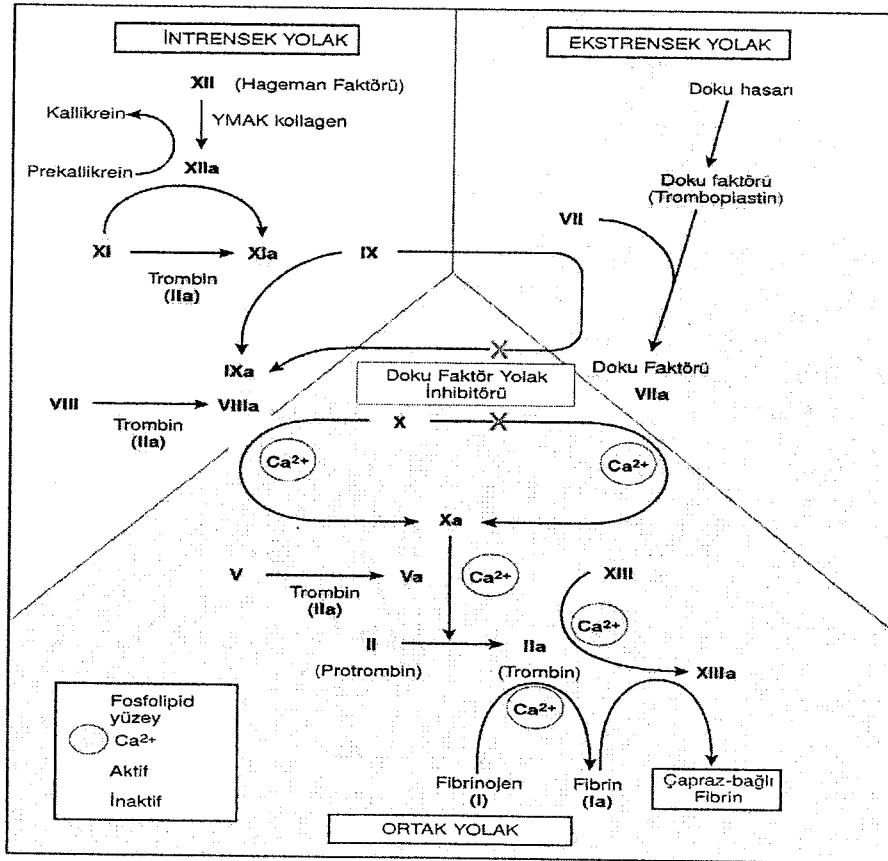 İNTRENSEK YOLAK
EKSTRENSEK YOLAK
XII (Hageman Faktörü)
Kallikrein
YMAK kollagen
Prekallikrein
XIIa
XI
XIa
Trombin
(IIa)
IX
Doku hasarı
Doku faktörü
(Tromboplastin)
VII
IXa
Doku Faktör Yolak
İnhibitörü
Doku Faktörü
VIIa
VIII
VIIIa
Trombin
(IIa)
X
Ca2+
Ca2+
Xa
V
Va
Ca2+
Trombin
(IIa)
XIII
Ca2+
II
IIa
(Protrombin)
(Trombin)
XIIIa
Ca2+
Fosfolipid
yüzey
Ca2+
Aktif
İnaktif
Fibrinojen
(I)
Fibrin
(Ia)
Çapraz-bağlı
Fibrin
ORTAK YOLAK